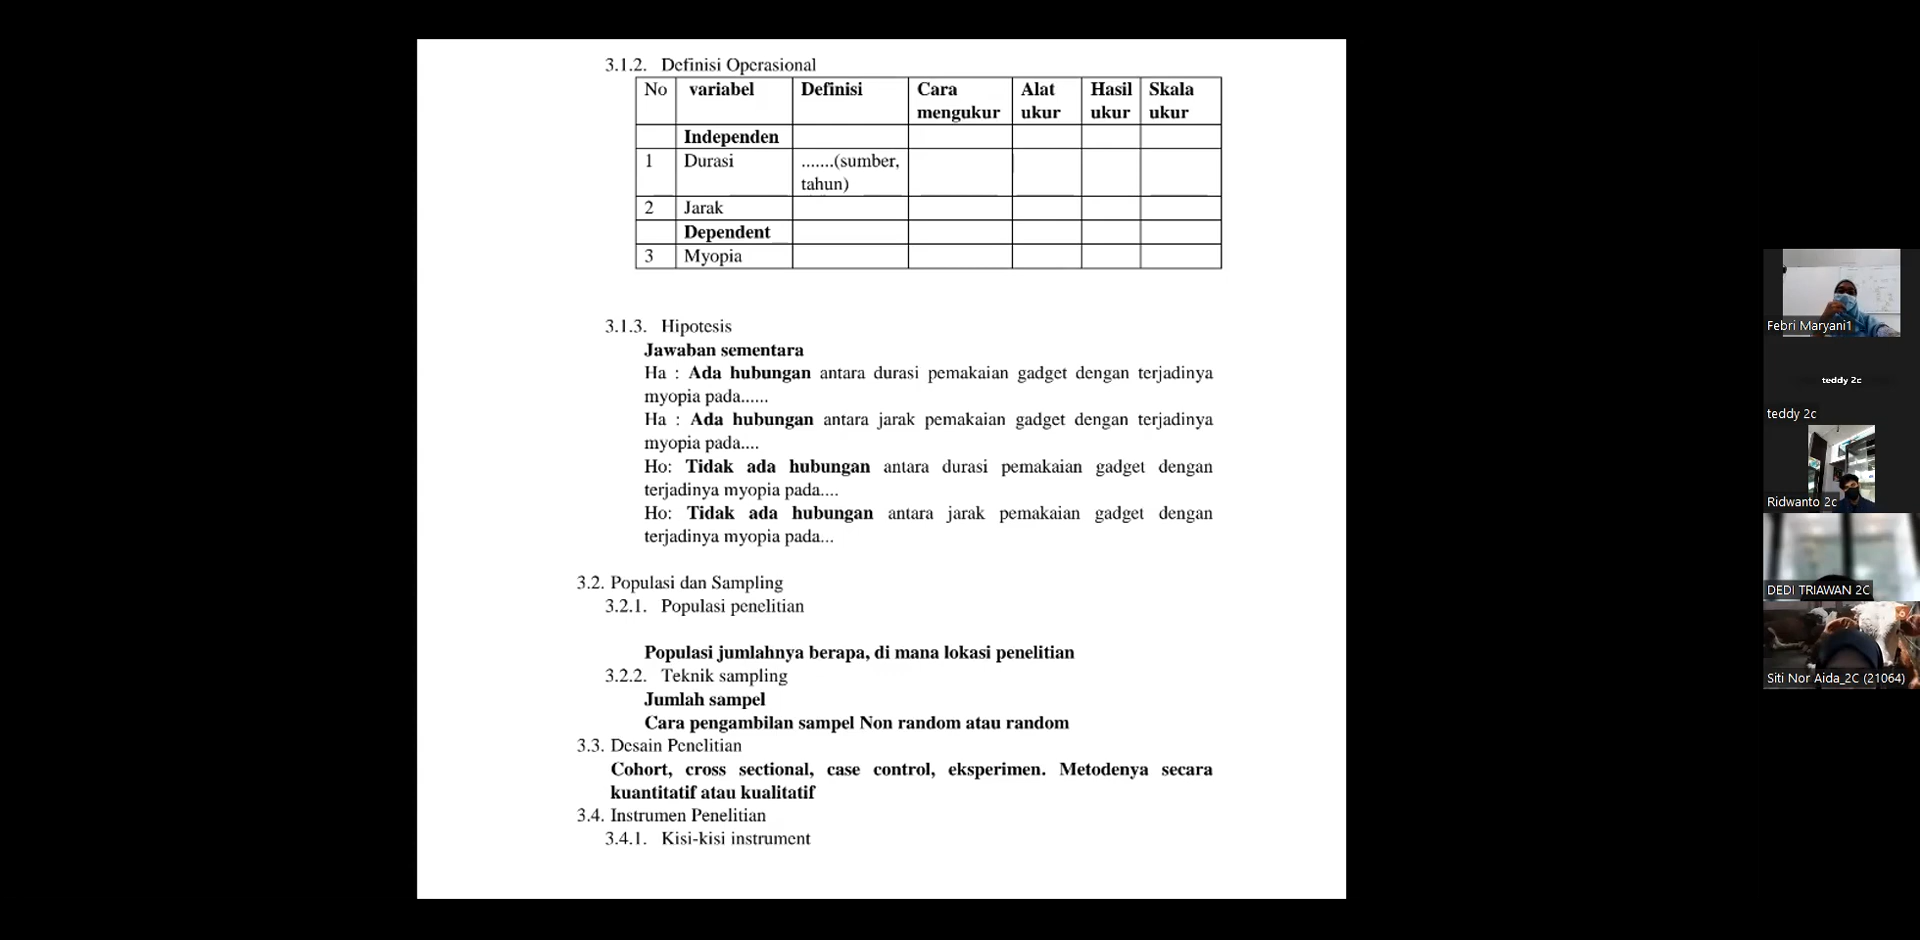 3.1.2. Definisi Operasional
No variabel Definisi Cara mengukur Alat ukur Hasil ukur Skala ukur
Independen
1 Durasi .......(sumber, tahun)
2 Jarak
Dependent
3 Myopia
3.1.3. Hipotesis
Jawaban sementara
Ha : Ada hubungan antara durasi pemakaian gadget dengan terjadinya
myopia pada......
Ha : Ada hubungan antara jarak pemakaian gadget dengan terjadinya
myopia pada....
Ho: Tidak ada hubungan antara durasi pemakaian gadget dengan
terjadinya myopia pada....
Ho: Tidak ada hubungan antara jarak pemakaian gadget dengan
terjadinya myopia pada...
3.2. Populasi dan Sampling
3.2.1. Populasi penelitian
Populasi jumlahnya berapa, di mana lokasi penelitian
3.2.2. Teknik sampling
Jumlah sampel
Cara pengambilan sampel Non random atau random
3.3. Desain Penelitian
Cohort, cross sectional, case control, eksperimen. Metodenya secara
kuantitatif atau kualitatif
3.4. Instrumen Penelitian
3.4.1. Kisi-kisi instrument
Febri Maryani1
teddy 2c
teddy 2c
Ridwanto 2c
DEDI TRIAWAN 2C
Siti Nor Aida_2C (21064)